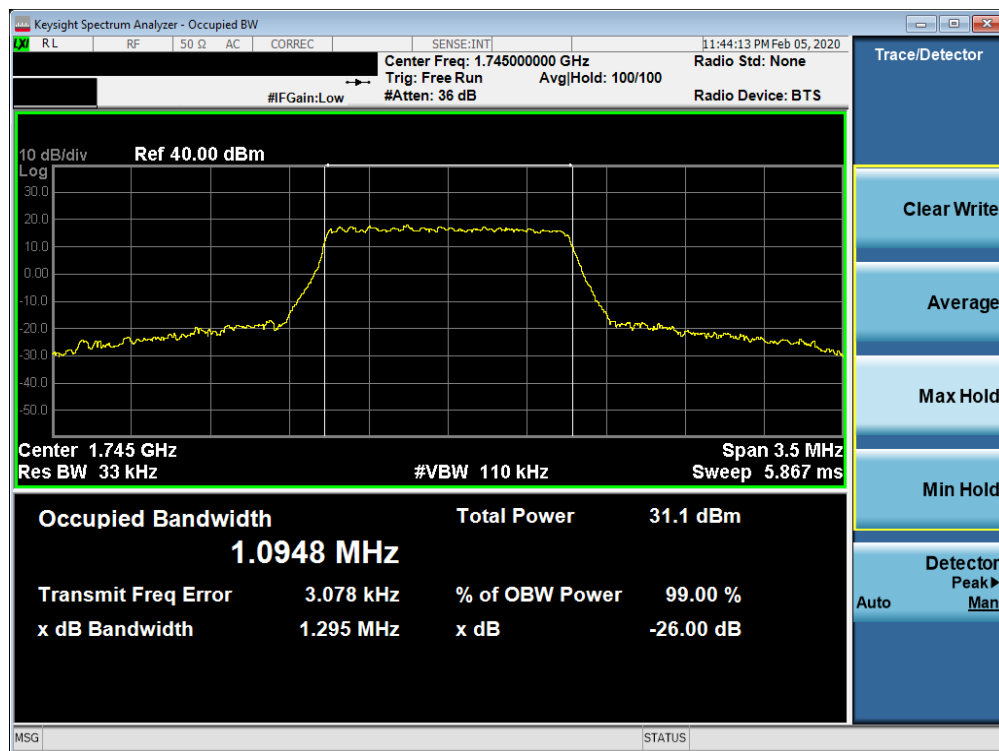 Keysight Spectrum Analyzer - Occupied BW
LXI RL RF 50 Ω AC CORREC SENSE:INT 11:44:13 PM Feb 05, 2020
Center Freq: 1.745000000 GHz Radio Std: None
Trig: Free Run Avg|Hold: 100/100
#IFGain:Low #Atten: 36 dB Radio Device: BTS
10 dB/div Ref 40.00 dBm
Log
30.0
20.0
10.0
0.00
-10.0
-20.0
-30.0
-40.0
-50.0
Center 1.745 GHz Span 3.5 MHz
Res BW 33 kHz #VBW 110 kHz Sweep 5.867 ms
Occupied Bandwidth Total Power 31.1 dBm
1.0948 MHz
Transmit Freq Error 3.078 kHz % of OBW Power 99.00 %
x dB Bandwidth 1.295 MHz x dB -26.00 dB
MSG STATUS
Trace/Detector
Clear Write
Average
Max Hold
Min Hold
Detector
Peak▶
Auto Man